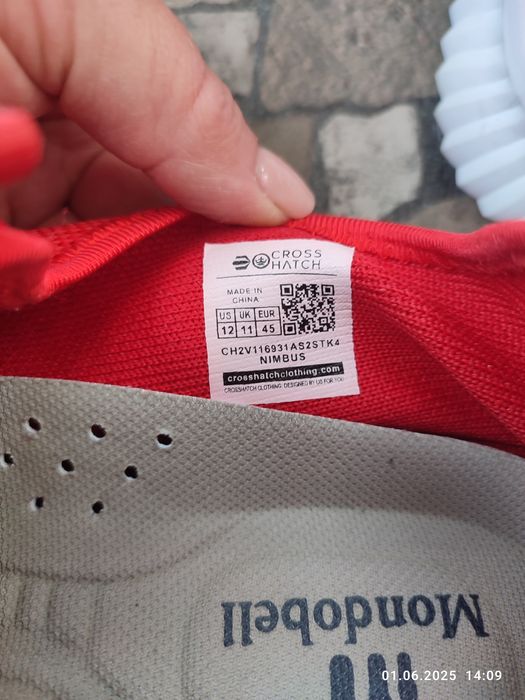 CROSS
HATCH
MADE IN
CHINA
US UK EUR
12 11 45
CH2V116931AS2STK4
NIMBUS
crosshatchclothing.com
CROSSHATCH CLOTHING DESIGNED BY US FOR YOU
Mondobell
01.06.2025 14:09